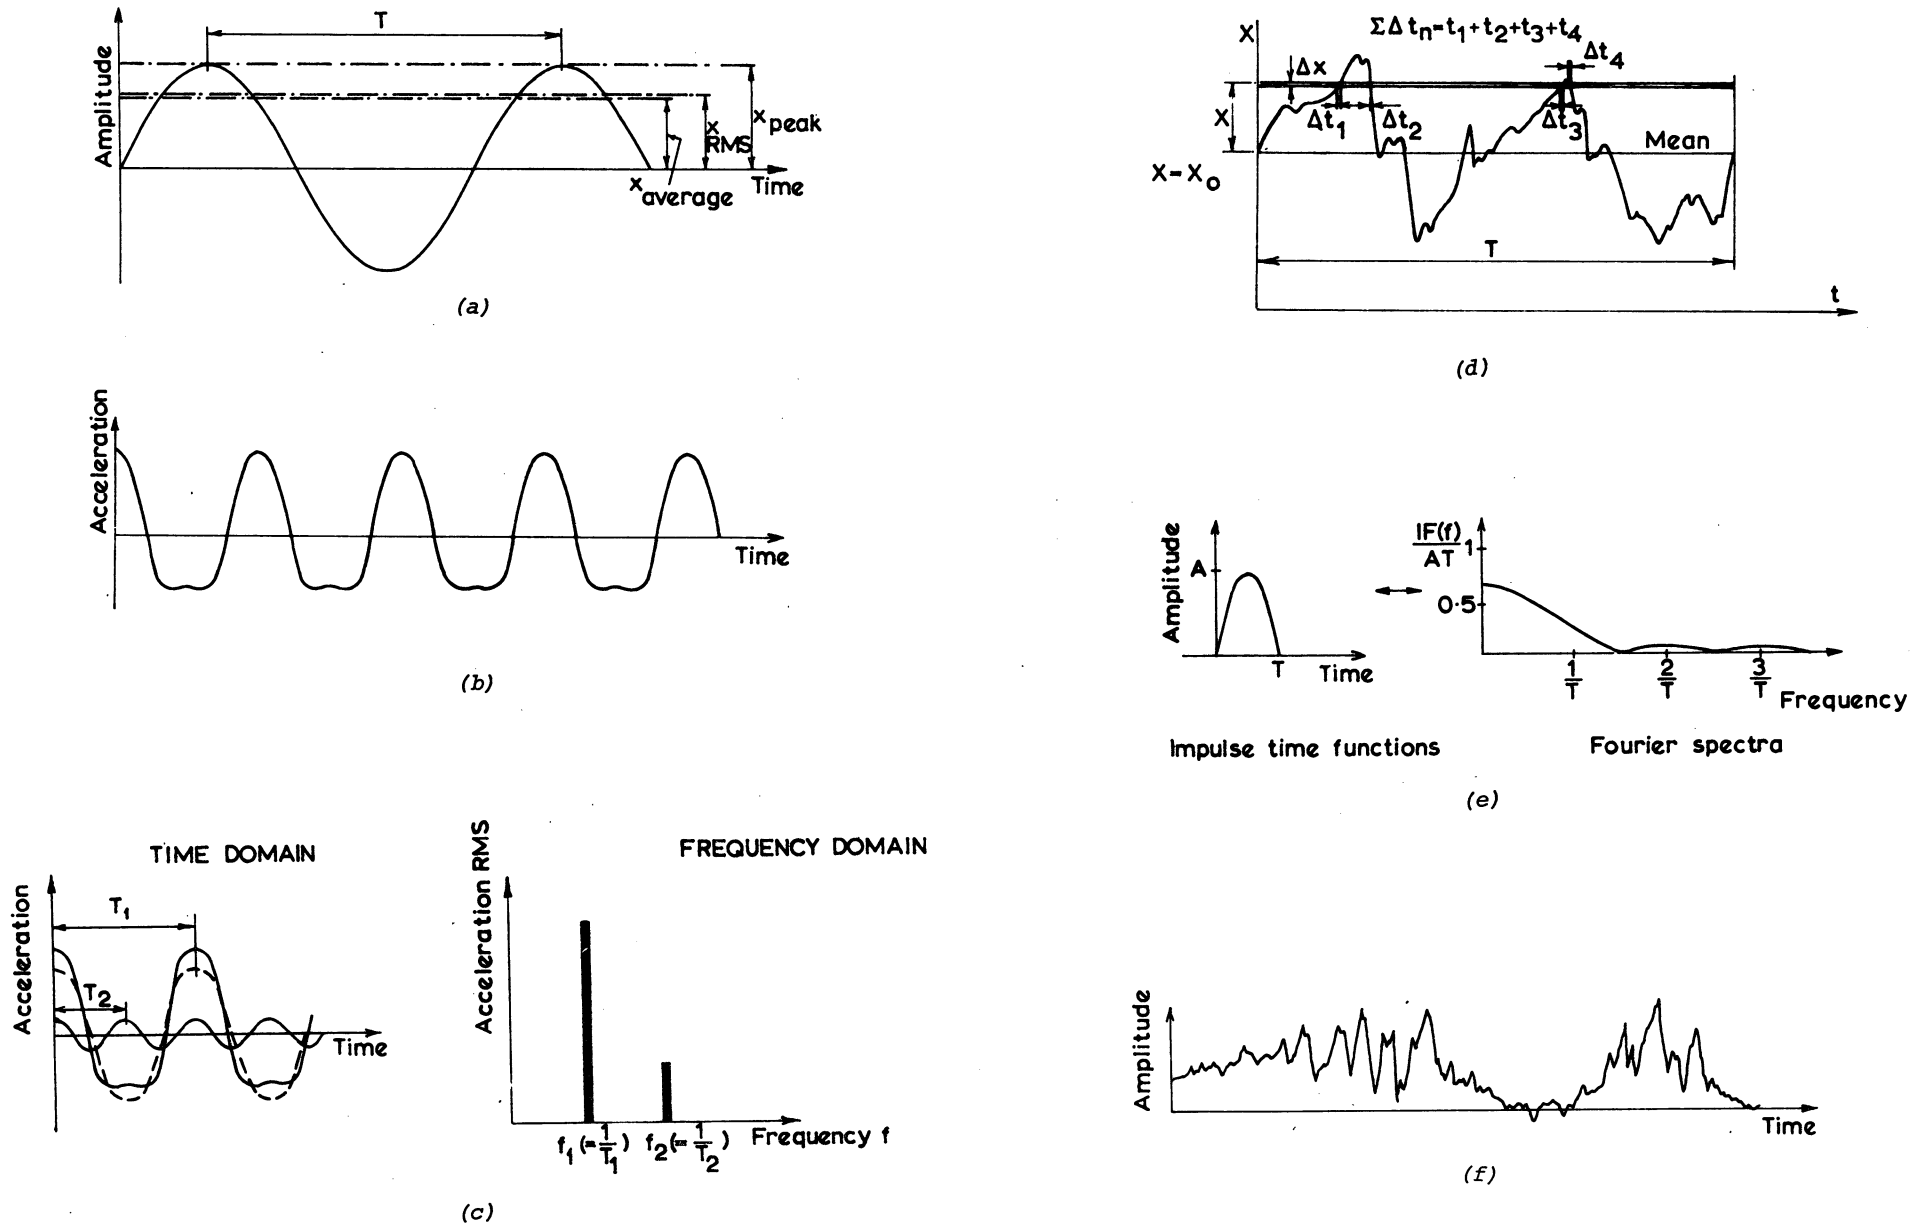 T
Amplitude
x peak
x RMS
x average
Time
(a)
Acceleration
Time
(b)
TIME DOMAIN
Acceleration
T1
T2
Time
FREQUENCY DOMAIN
Acceleration RMS
f1 (=1/T1)
f2 (=1/T2)
Frequency f
(c)
ΣΔtn=t1+t2+t3+t4
X
Δx
Δt4
X
Δt1
Δt2
Δt3
Mean
X-X0
T
t
(d)
Amplitude
A
T
Time
IF(f)/AT
1
0·5
1/T
2/T
3/T
Frequency
Impulse time functions
Fourier spectra
(e)
Amplitude
Time
(f)